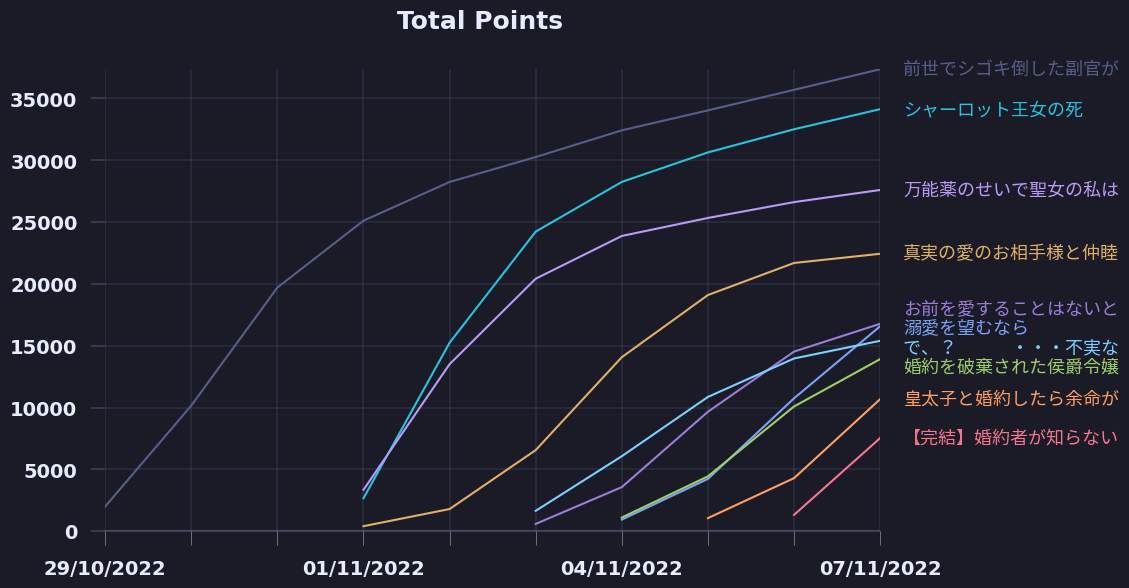 Total Points
35000
30000
25000
20000
15000
10000
5000
0
29/10/2022
01/11/2022
04/11/2022
07/11/2022
前世でシゴキ倒した副官が
シャーロット王女の死
万能薬のせいで聖女の私は
真実の愛のお相手様と仲睦
お前を愛することはないと
溺愛を望むなら
で、？　　　・・・不実な
婚約を破棄された侯爵令嬢
皇太子と婚約したら余命が
【完結】婚約者が知らない